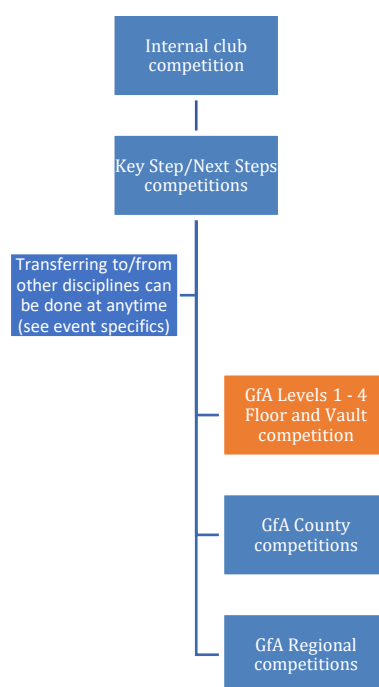 Internal club
competition
Key Step/Next Steps
competitions
Transferring to/from
other disciplines can
be done at anytime
(see event specifics)
GfA Levels 1 - 4
Floor and Vault
competition
GfA County
competitions
GfA Regional
competitions